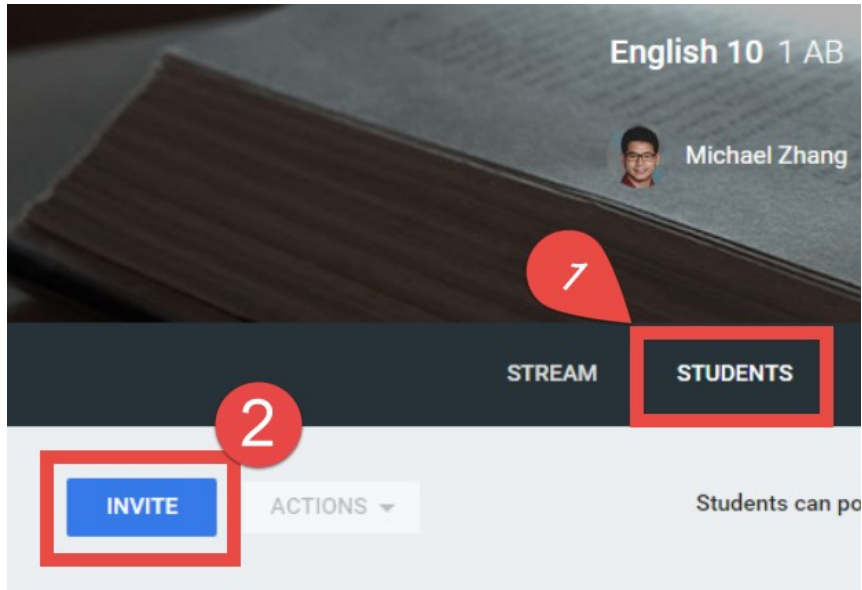 English 10 1 AB
Michael Zhang
1
STREAM STUDENTS
2
INVITE ACTIONS Students can po